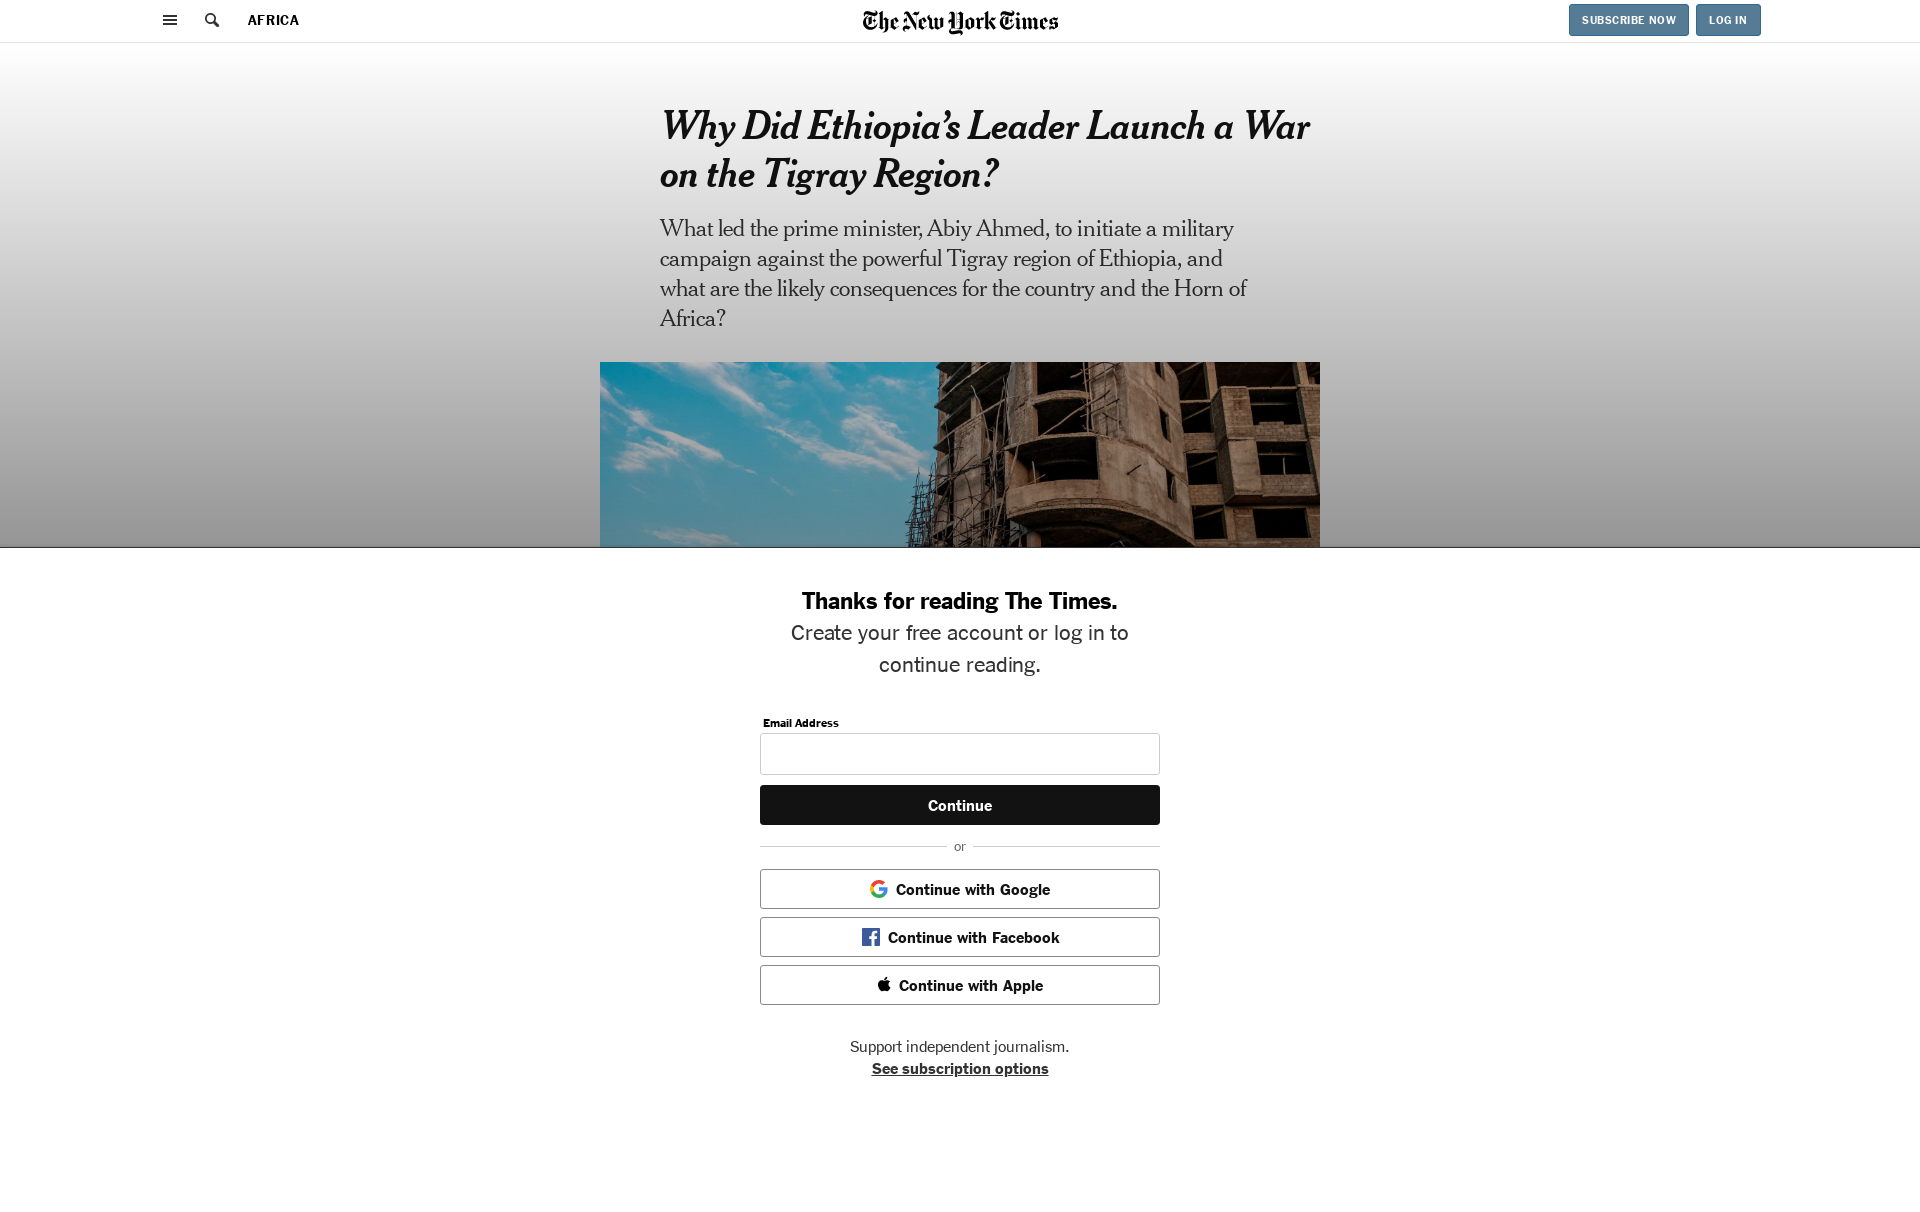 AFRICA
The New York Times
SUBSCRIBE NOW
LOG IN
Why Did Ethiopia’s Leader Launch a War
on the Tigray Region?
What led the prime minister, Abiy Ahmed, to initiate a military
campaign against the powerful Tigray region of Ethiopia, and
what are the likely consequences for the country and the Horn of
Africa?
Thanks for reading The Times.
Create your free account or log in to
continue reading.
Email Address
Continue
or
Continue with Google
Continue with Facebook
Continue with Apple
Support independent journalism.
See subscription options